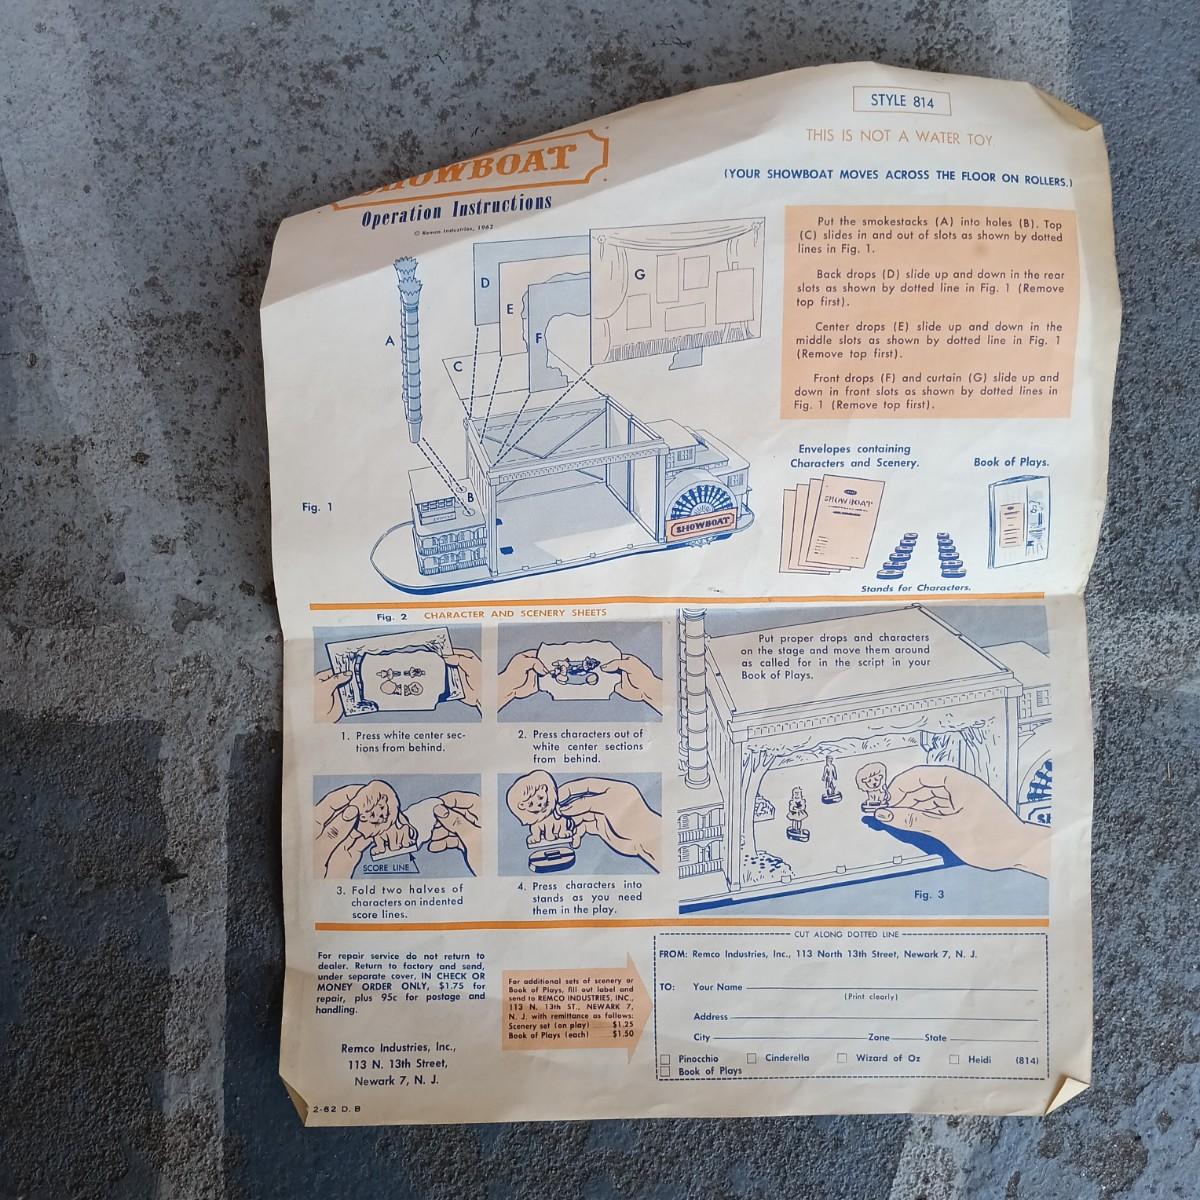 STYLE 814
THIS IS NOT A WATER TOY.
(YOUR SHOWBOAT MOVES ACROSS THE FLOOR ON ROLLERS.)
SHOWBOAT
Operation Instructions
© Remco Industries, 1962
Put the smokestacks (A) into holes (B). Top
(C) slides in and out of slots as shown by dotted
lines in Fig. 1.
Back drops (D) slide up and down in the rear
slots as shown by dotted line in Fig. 1 (Remove
top first).
Center drops (E) slide up and down in the
middle slots as shown by dotted line in Fig. 1
(Remove top first).
Front drops (F) and curtain (G) slide up and
down in front slots as shown by dotted lines in
Fig. 1 (Remove top first).
A
B
C
D
E
F
G
SHOWBOAT
Fig. 1
Envelopes containing
Characters and Scenery.
SHOWBOAT
Book of Plays.
Stands for Characters.
Fig. 2 CHARACTER AND SCENERY SHEETS
1. Press white center sec-
tions from behind.
2. Press characters out of
white center sections
from behind.
SCORE LINE
3. Fold two halves of
characters on indented
score lines.
4. Press characters into
stands as you need
them in the play.
Put proper drops and characters
on the stage and move them around
as called for in the script in your
Book of Plays.
Fig. 3
For repair service do not return to
dealer. Return to factory and send,
under separate cover, IN CHECK OR
MONEY ORDER ONLY, $1.75 for
repair, plus 95c for postage and
handling.
Remco Industries, Inc.,
113 N. 13th Street,
Newark 7, N. J.
For additional sets of scenery or
Book of Plays, fill out label and
send to REMCO INDUSTRIES, INC.,
113 N. 13th ST., NEWARK 7,
N. J. with remittance as follows:
Scenery set (on play) $1.25
Book of Plays (each) $1.50
CUT ALONG DOTTED LINE
FROM: Remco Industries, Inc., 113 North 13th Street, Newark 7, N. J.
TO: Your Name
(Print clearly)
Address
City Zone State
Pinocchio Cinderella Wizard of Oz Heidi (814)
Book of Plays
2-62 D. B